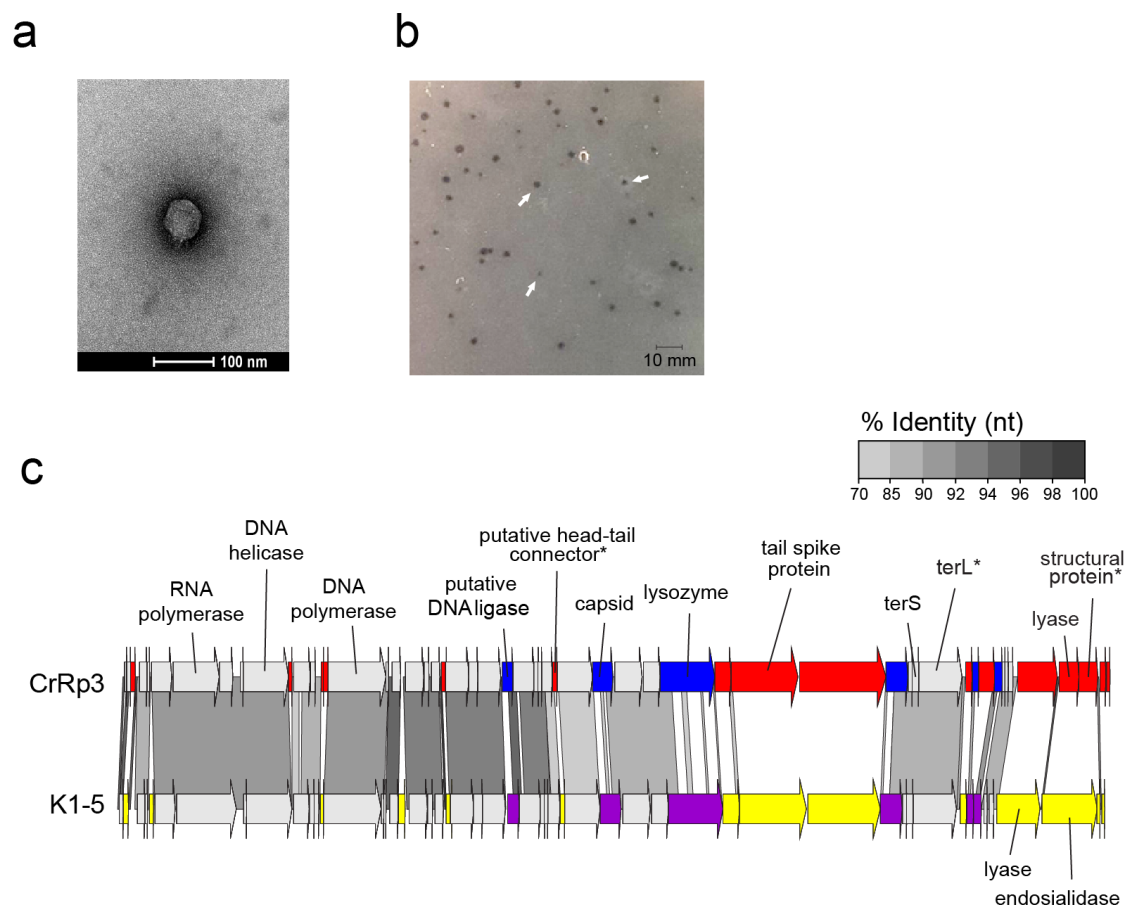 a
b
100 nm
10 mm
% Identity (nt)
70 85 90 92 94 96 98 100
c
DNA
helicase
RNA
polymerase
DNA
polymerase
putative
DNA ligase
putative head-tail
connector*
capsid
lysozyme
tail spike
protein
terS
terL*
structural
protein*
lyase
CrRp3
K1-5
lyase
endosialidase